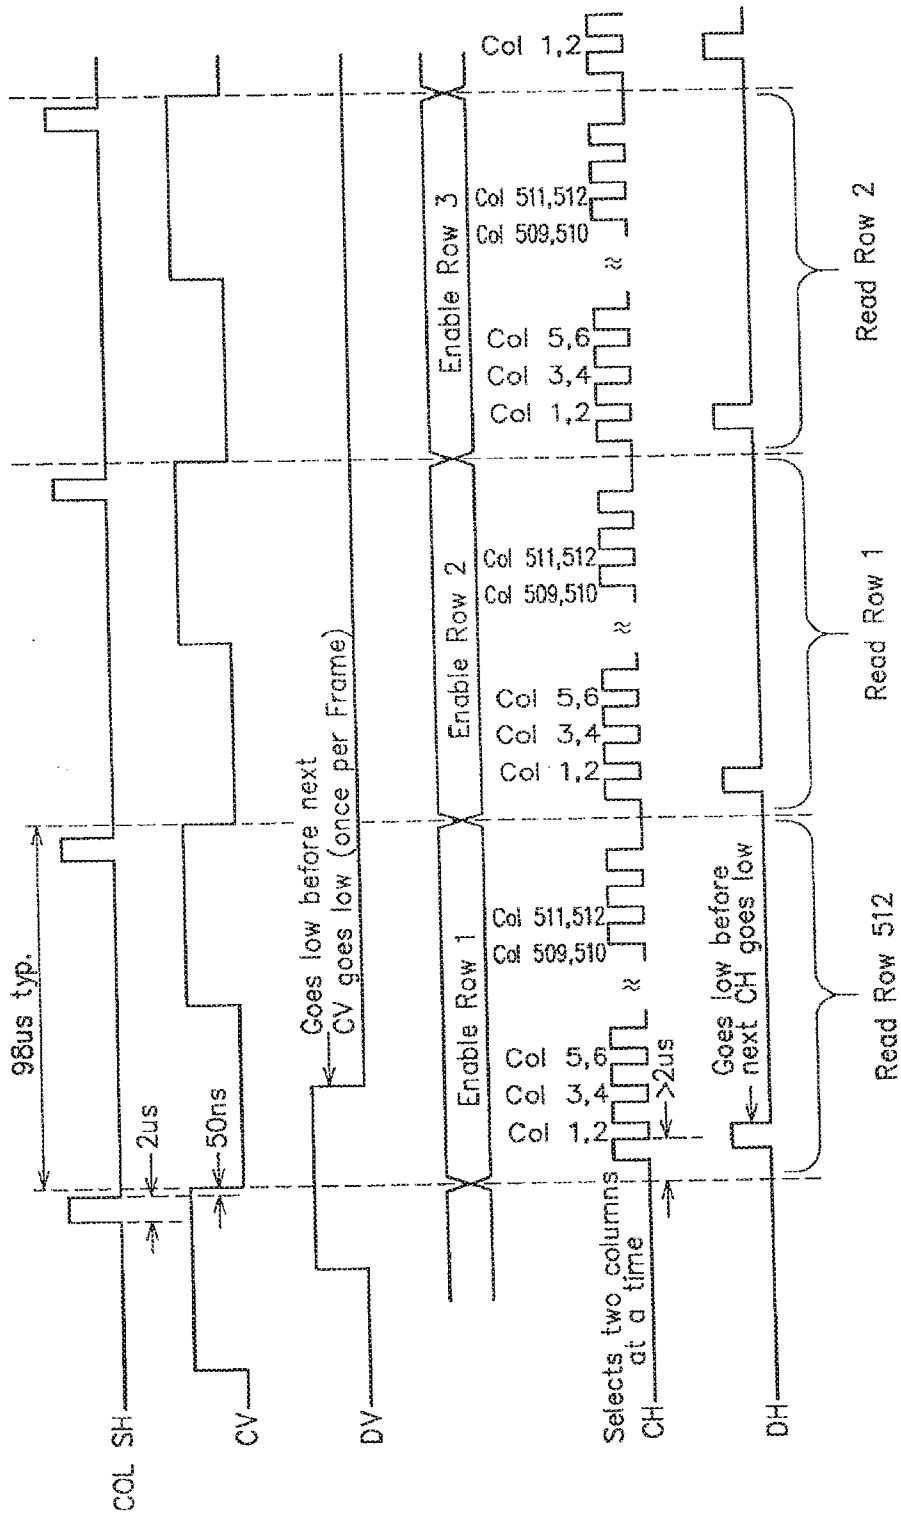 COL SH
98us typ.
2us
50ns
CV
Goes low before next
CV goes low (once per Frame)
DV
Enable Row 1
Enable Row 2
Enable Row 3
Selects two columns
at a time
CH
Col 1,2
Col 3,4
Col 5,6
>2us
≈
Col 509,510
Col 511,512
Col 1,2
Col 3,4
Col 5,6
≈
Col 509,510
Col 511,512
Col 1,2
Col 3,4
Col 5,6
≈
Col 509,510
Col 511,512
Col 1,2
Goes low before
next CH goes low
DH
Read Row 512
Read Row 1
Read Row 2